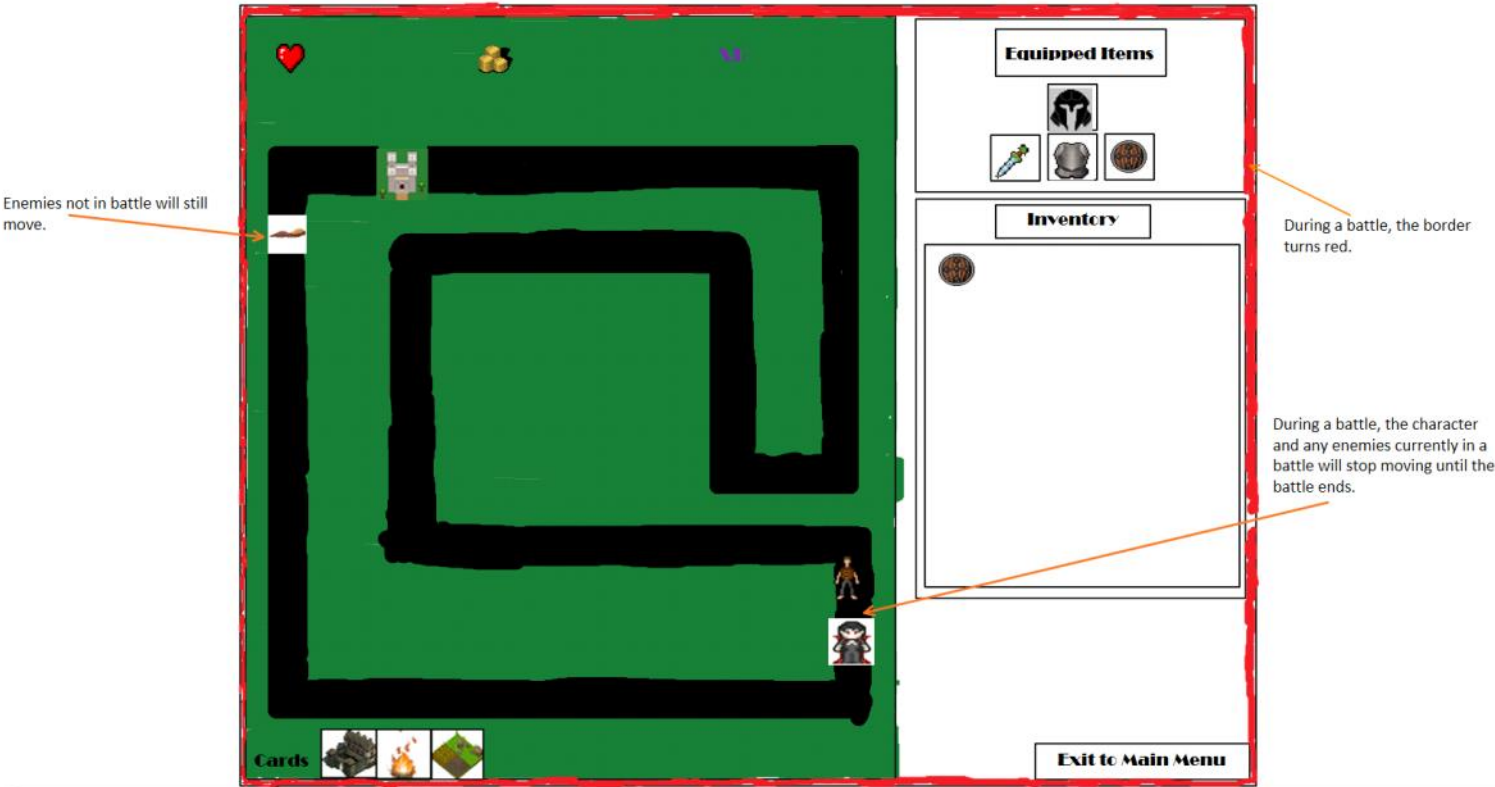 XP
Equipped Items
Enemies not in battle will still
move.
Inventory
During a battle, the border
turns red.
During a battle, the character
and any enemies currently in a
battle will stop moving until the
battle ends.
Cards
Exit to Main Menu